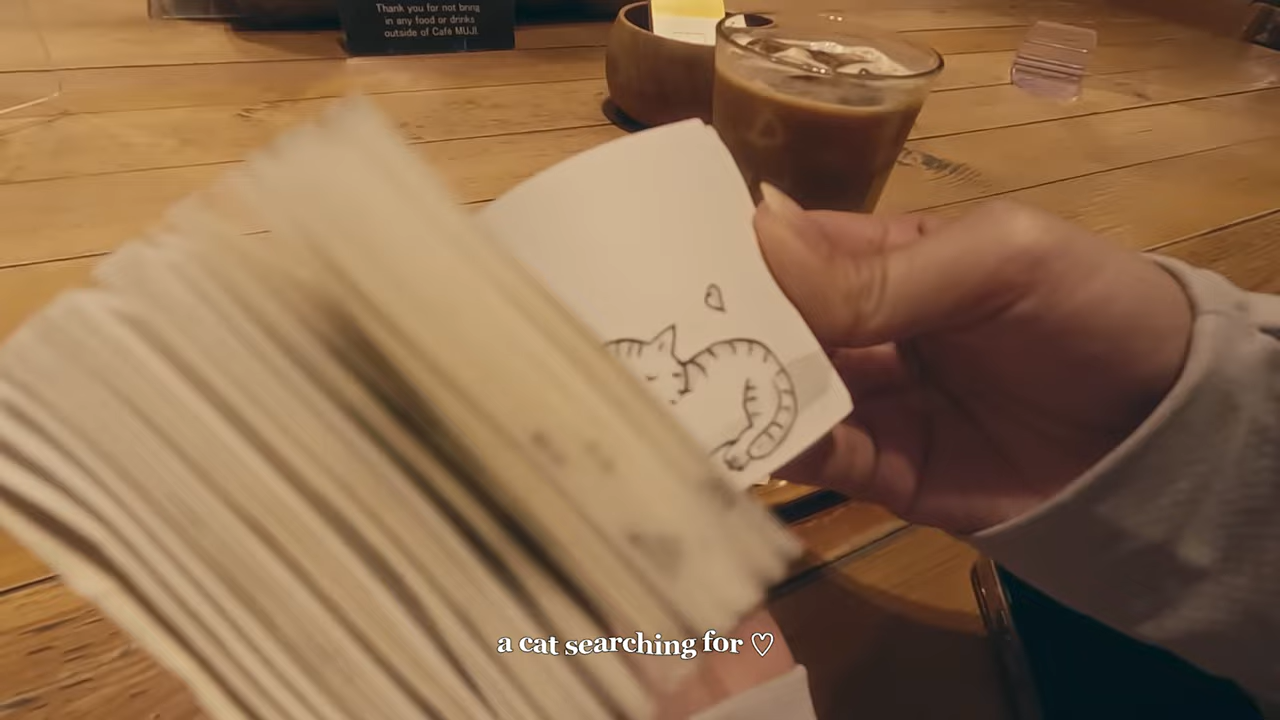 Thank you for not bring
in any food or drinks
outside of Café MUJI.
a cat searching for ♡